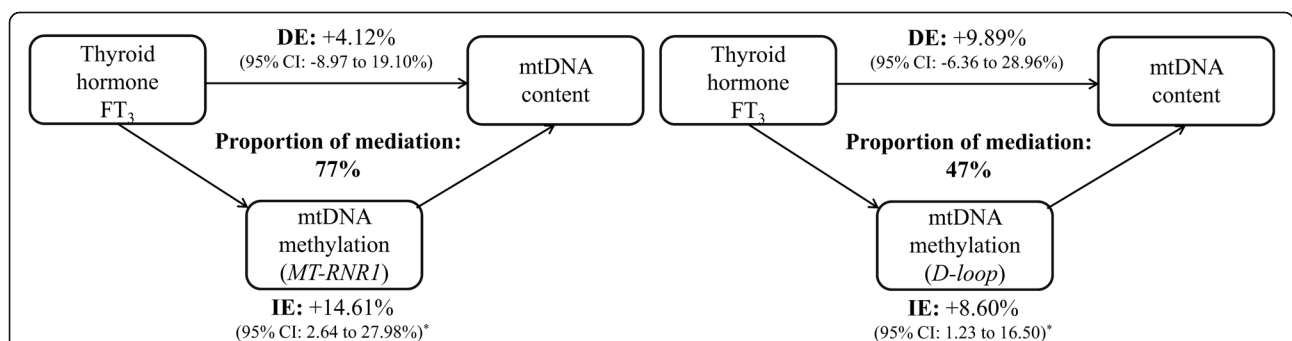 Thyroid
hormone
FT₃
DE: +4.12%
(95% CI: -8.97 to 19.10%)
mtDNA
content
Proportion of mediation:
77%
mtDNA
methylation
(MT-RNR1)
IE: +14.61%
(95% CI: 2.64 to 27.98%)*
Thyroid
hormone
FT₃
DE: +9.89%
(95% CI: -6.36 to 28.96%)
mtDNA
content
Proportion of mediation:
47%
mtDNA
methylation
(D-loop)
IE: +8.60%
(95% CI: 1.23 to 16.50)*